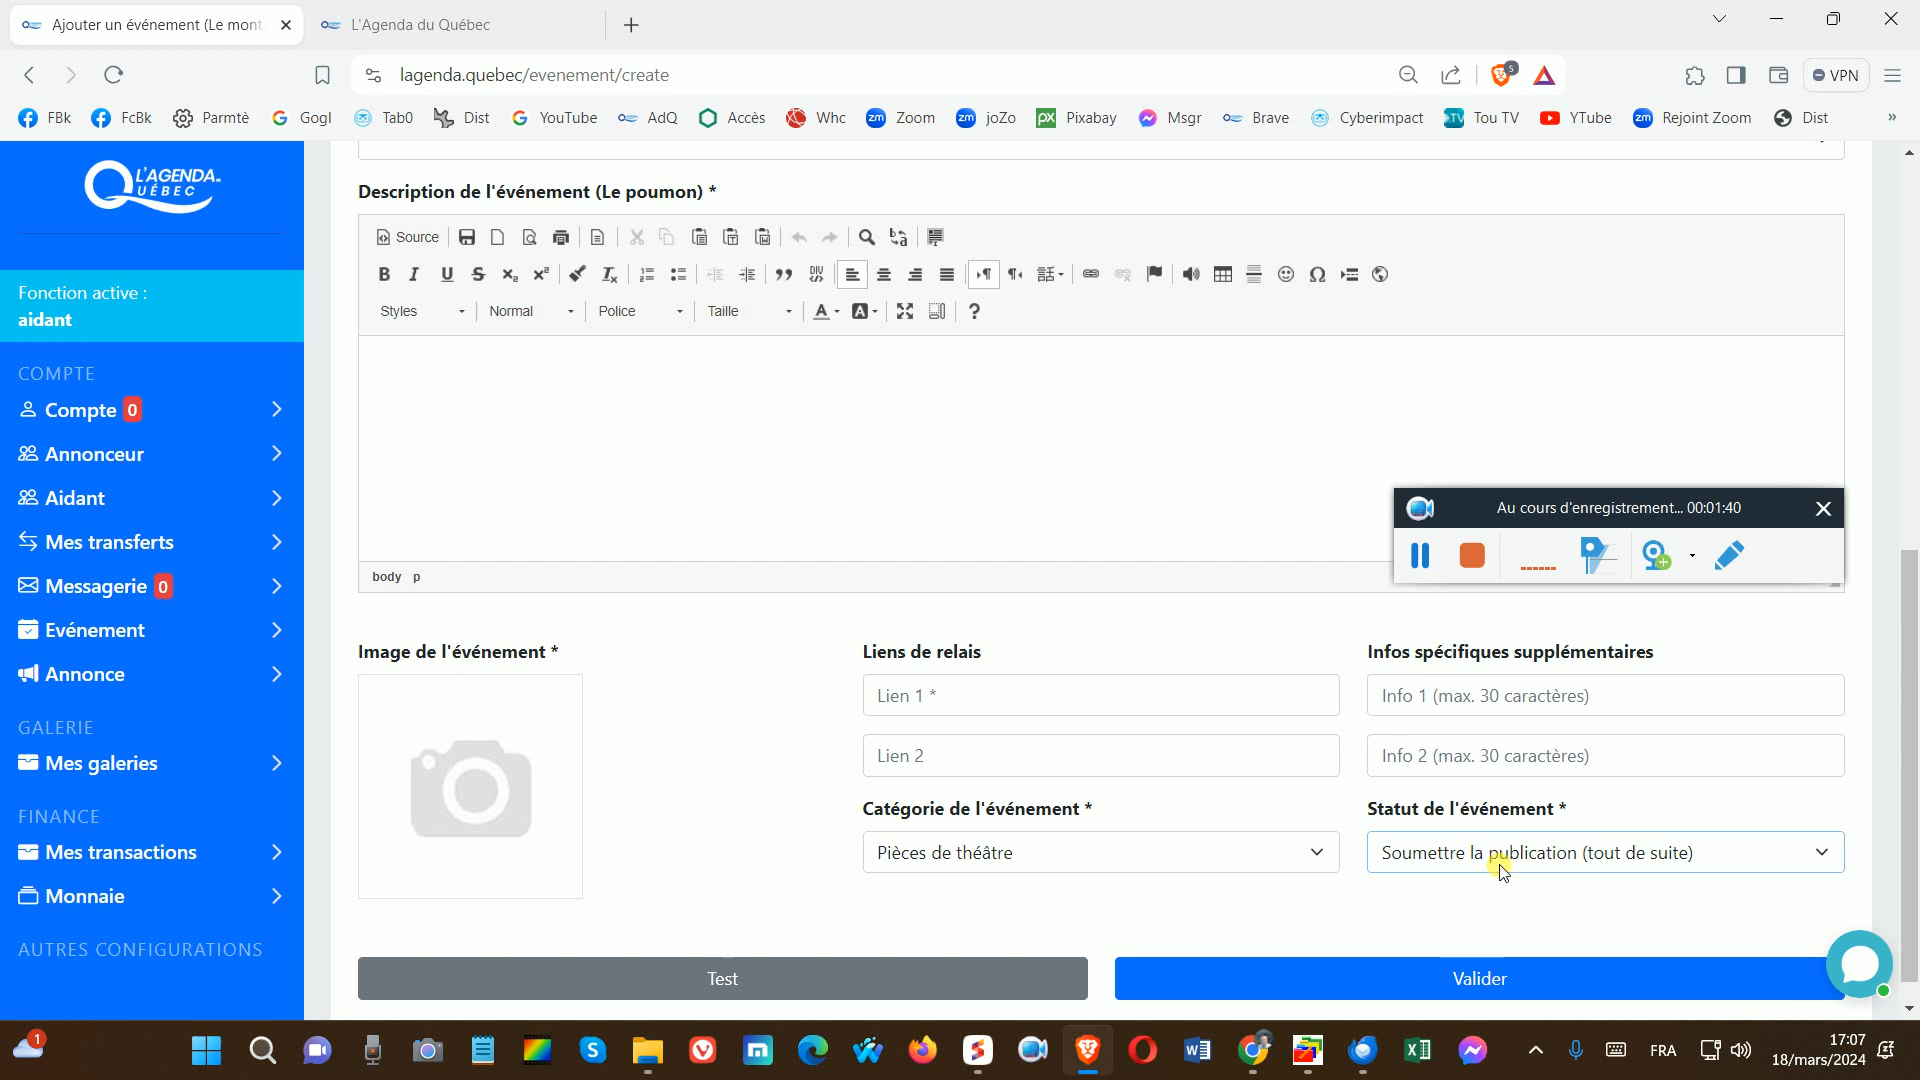 Ajouter un événement (Le mont
L'Agenda du Québec
lagenda.quebec/evenement/create
5
VPN
FBk
FcBk
Parmtè
Gogl
Tab0
Dist
YouTube
AdQ
Accès
Whc
Zoom
joZo
Pixabay
Msgr
Brave
Cyberimpact
Tou TV
YTube
Rejoint Zoom
Dist
L'AGENDA
UÉBEC
Fonction active :
aidant
COMPTE
Compte 0
Annonceur
Aidant
Mes transferts
Messagerie 0
Evénement
Annonce
GALERIE
Mes galeries
FINANCE
Mes transactions
Monnaie
AUTRES CONFIGURATIONS
Description de l'événement (Le poumon) *
Source
Styles
Normal
Police
Taille
body p
Au cours d'enregistrement... 00:01:40
Image de l'événement *
Liens de relais
Lien 1 *
Lien 2
Infos spécifiques supplémentaires
Info 1 (max. 30 caractères)
Info 2 (max. 30 caractères)
Catégorie de l'événement *
Pièces de théâtre
Statut de l'événement *
Soumettre la publication (tout de suite)
Test
Valider
1
FRA
17:07
18/mars/2024